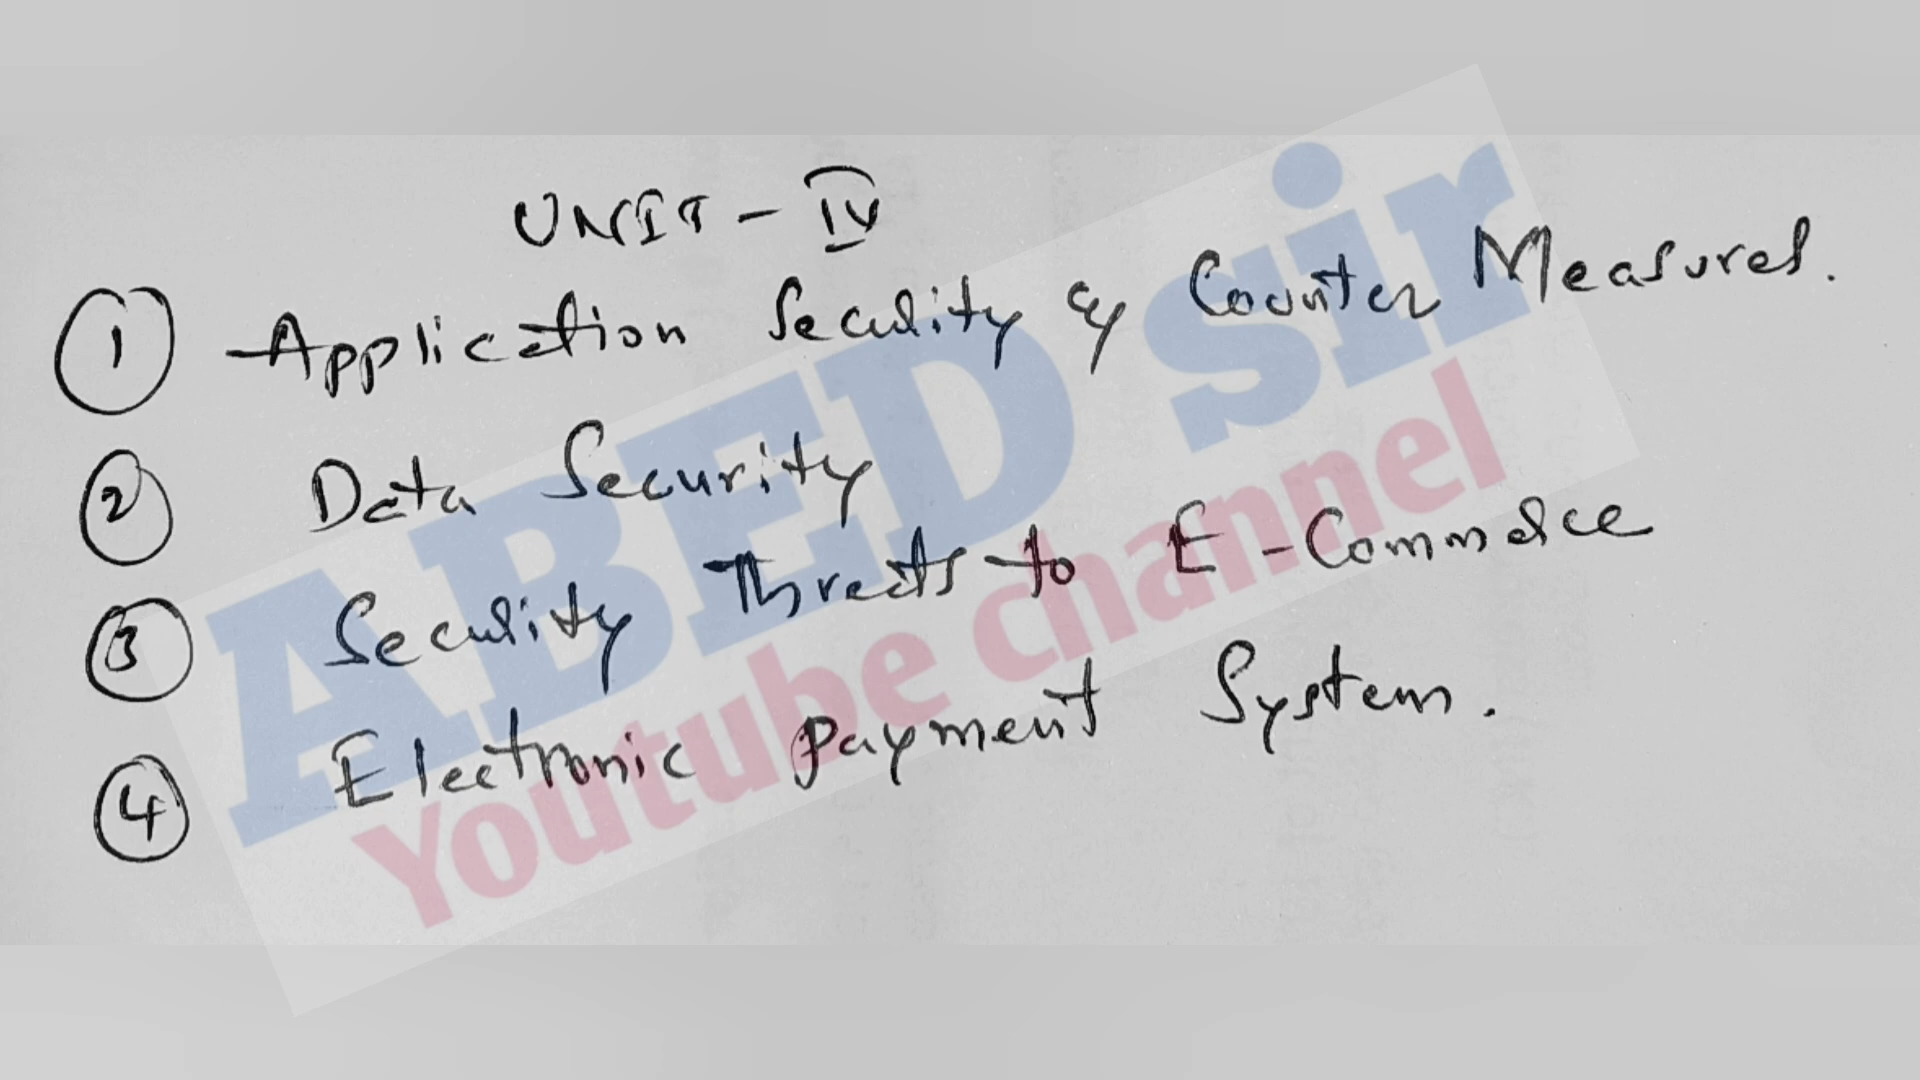 UNIT - IV
① Application Security & Counter Measures.
② Data Security
③ Security Threats to E-Commerce
④ Electronic Payment System.
ABED sir
Youtube channel